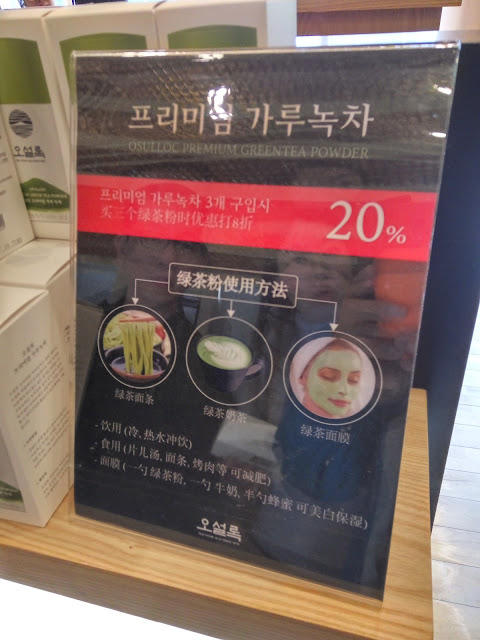 프리미엄 가루녹차
OSULLOC PREMIUM GREENTEA POWDER
프리미엄 가루녹차 3개 구입시
买三个绿茶粉时优惠打8折
20%
绿茶粉使用方法
绿茶面条
绿茶奶茶
绿茶面膜
- 饮用 (冷, 热水冲饮)
- 食用 (片儿汤, 面条, 烤肉等 可减肥)
- 面膜 (一勺 绿茶粉, 一勺 牛奶, 半勺蜂蜜 可美白保湿)
오설록
오설록